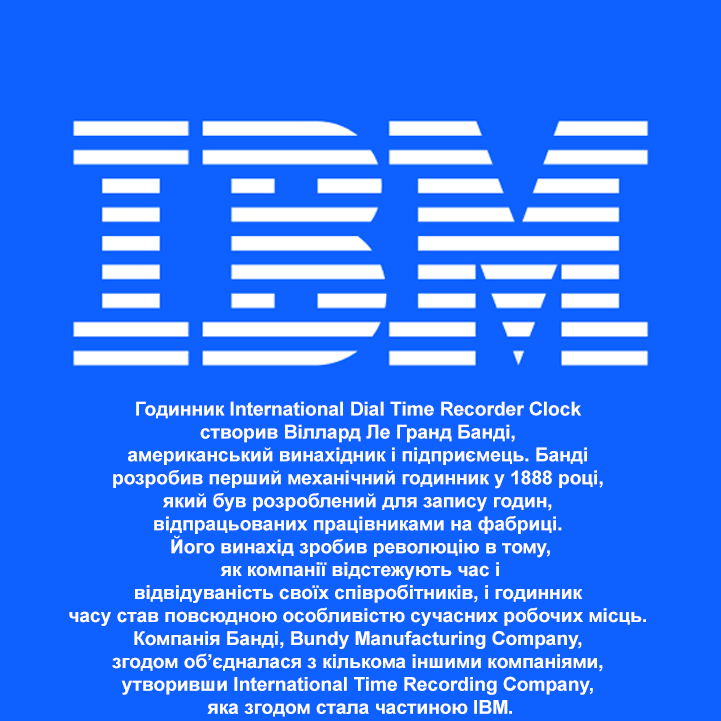 IBM
Годинник International Dial Time Recorder Clock
створив Віллард Ле Гранд Банді,
американський винахідник і підприємець. Банді
розробив перший механічний годинник у 1888 році,
який був розроблений для запису годин,
відпрацьованих працівниками на фабриці.
Його винахід зробив революцію в тому,
як компанії відстежують час і
відвідуваність своїх співробітників, і годинник
часу став повсюдною особливістю сучасних робочих місць.
Компанія Банді, Bundy Manufacturing Company,
згодом об’єдналася з кількома іншими компаніями,
утворивши International Time Recording Company,
яка згодом стала частиною IBM.